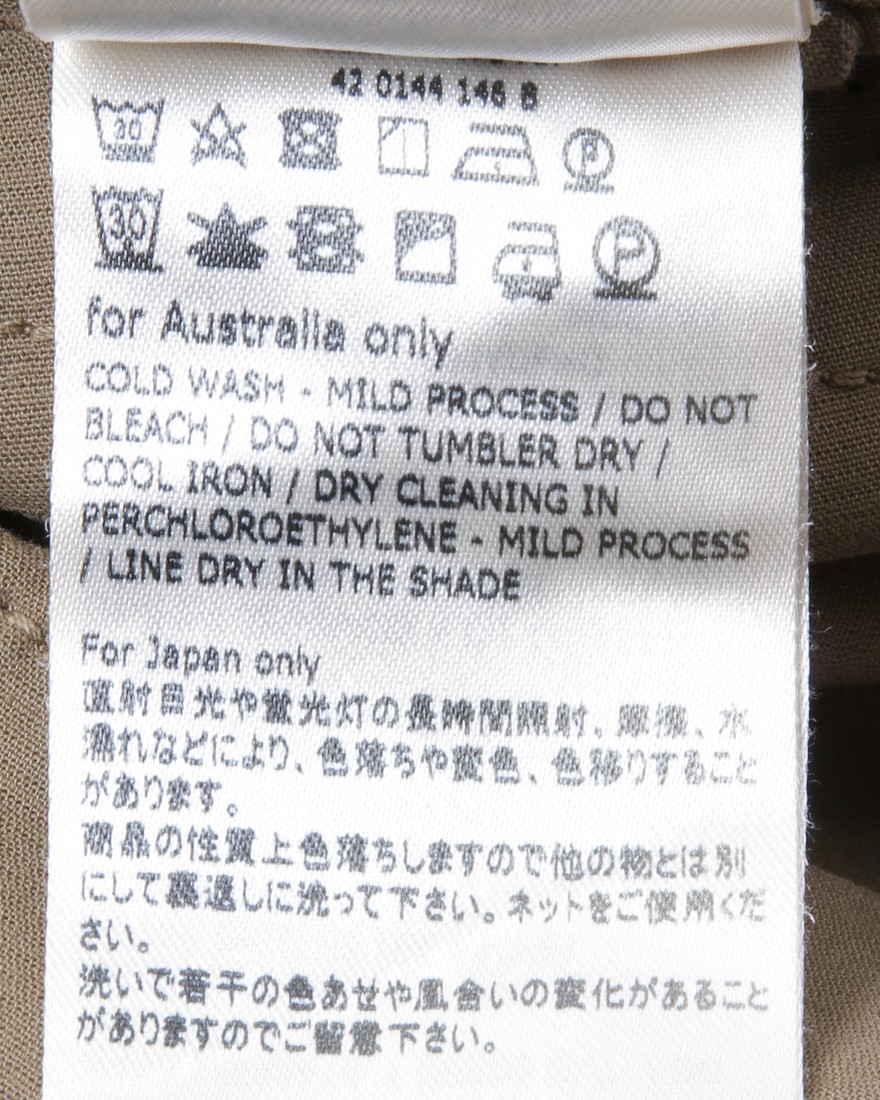 42 0144 146 B
30 P
30 P
for Australia only
COLD WASH - MILD PROCESS / DO NOT
BLEACH / DO NOT TUMBLER DRY /
COOL IRON / DRY CLEANING IN
PERCHLOROETHYLENE - MILD PROCESS
/ LINE DRY IN THE SHADE
For Japan only
直射日光や蛍光灯の長時間照射、摩擦、水
濡れなどにより、色落ちや変色、色移りすること
があります。
商品の性質上色落ちしますので他の物とは別
にして裏返しに洗って下さい。ネットをご使用くだ
さい。
洗いで若干の色あせや風合いの変化があること
がありますのでご留意下さい。